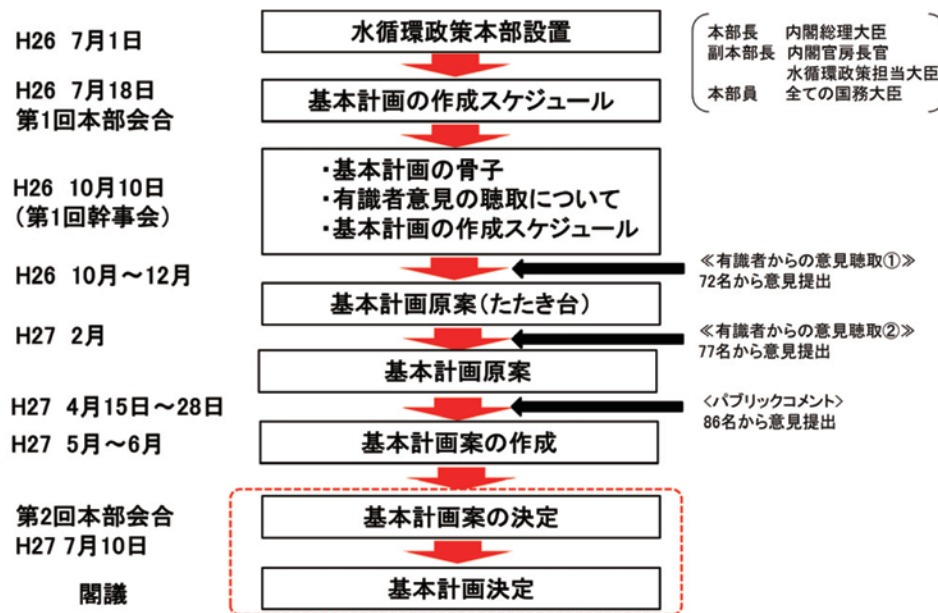 H26 7月1日
水循環政策本部設置
本部長 内閣総理大臣
副本部長 内閣官房長官
水循環政策担当大臣
本部員 全ての国務大臣
H26 7月18日
第1回本部会合
基本計画の作成スケジュール
H26 10月10日
(第1回幹事会)
・基本計画の骨子
・有識者意見の聴取について
・基本計画の作成スケジュール
H26 10月～12月
≪有識者からの意見聴取①≫
72名から意見提出
基本計画原案(たたき台)
H27 2月
≪有識者からの意見聴取②≫
77名から意見提出
基本計画原案
H27 4月15日～28日
<パブリックコメント>
86名から意見提出
H27 5月～6月
基本計画案の作成
第2回本部会合
H27 7月10日
基本計画案の決定
閣議
基本計画決定